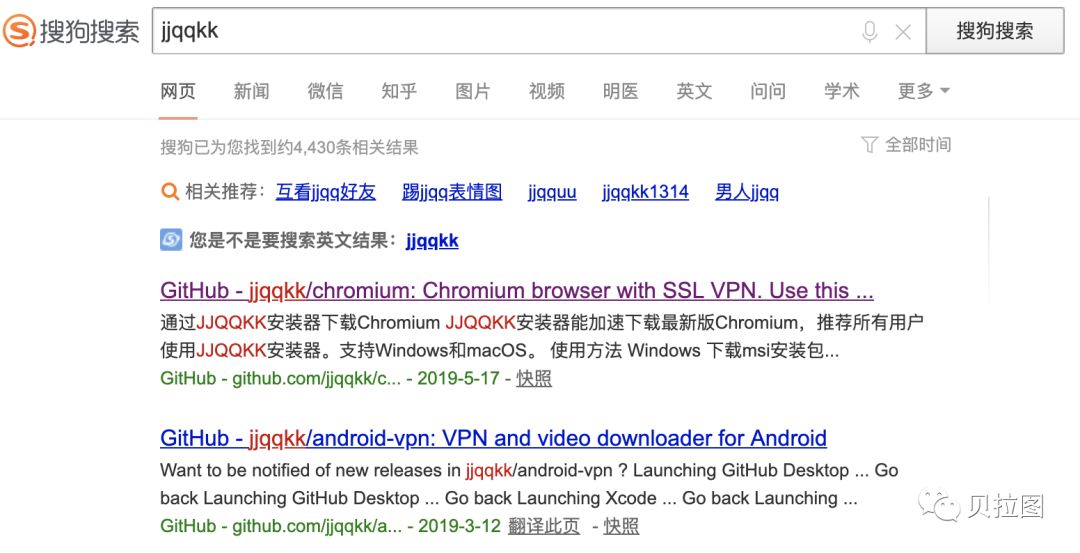 搜狗搜索 jjqqkk 搜狗搜索
网页 新闻 微信 知乎 图片 视频 明医 英文 问问 学术 更多
搜狗已为您找到约4,430条相关结果 全部时间
相关推荐： 互看jjqq好友 踢jjqq表情图 jjqquu jjqqkk1314 男人jjqq
您是不是要搜索英文结果： jjqqkk
GitHub - jjqqkk/chromium: Chromium browser with SSL VPN. Use this ...
通过JJQQKK安装器下载Chromium JJQQKK安装器能加速下载最新版Chromium，推荐所有用户
使用JJQQKK安装器。支持Windows和macOS。 使用方法 Windows 下载msi安装包...
GitHub - github.com/jjqqkk/c... - 2019-5-17 - 快照
GitHub - jjqqkk/android-vpn: VPN and video downloader for Android
Want to be notified of new releases in jjqqkk/android-vpn ? Launching GitHub Desktop ... Go
back Launching GitHub Desktop ... Go back Launching Xcode ... Go back Launching ...
GitHub - github.com/jjqqkk/a... - 2019-3-12 翻译此页 - 快照
贝拉图